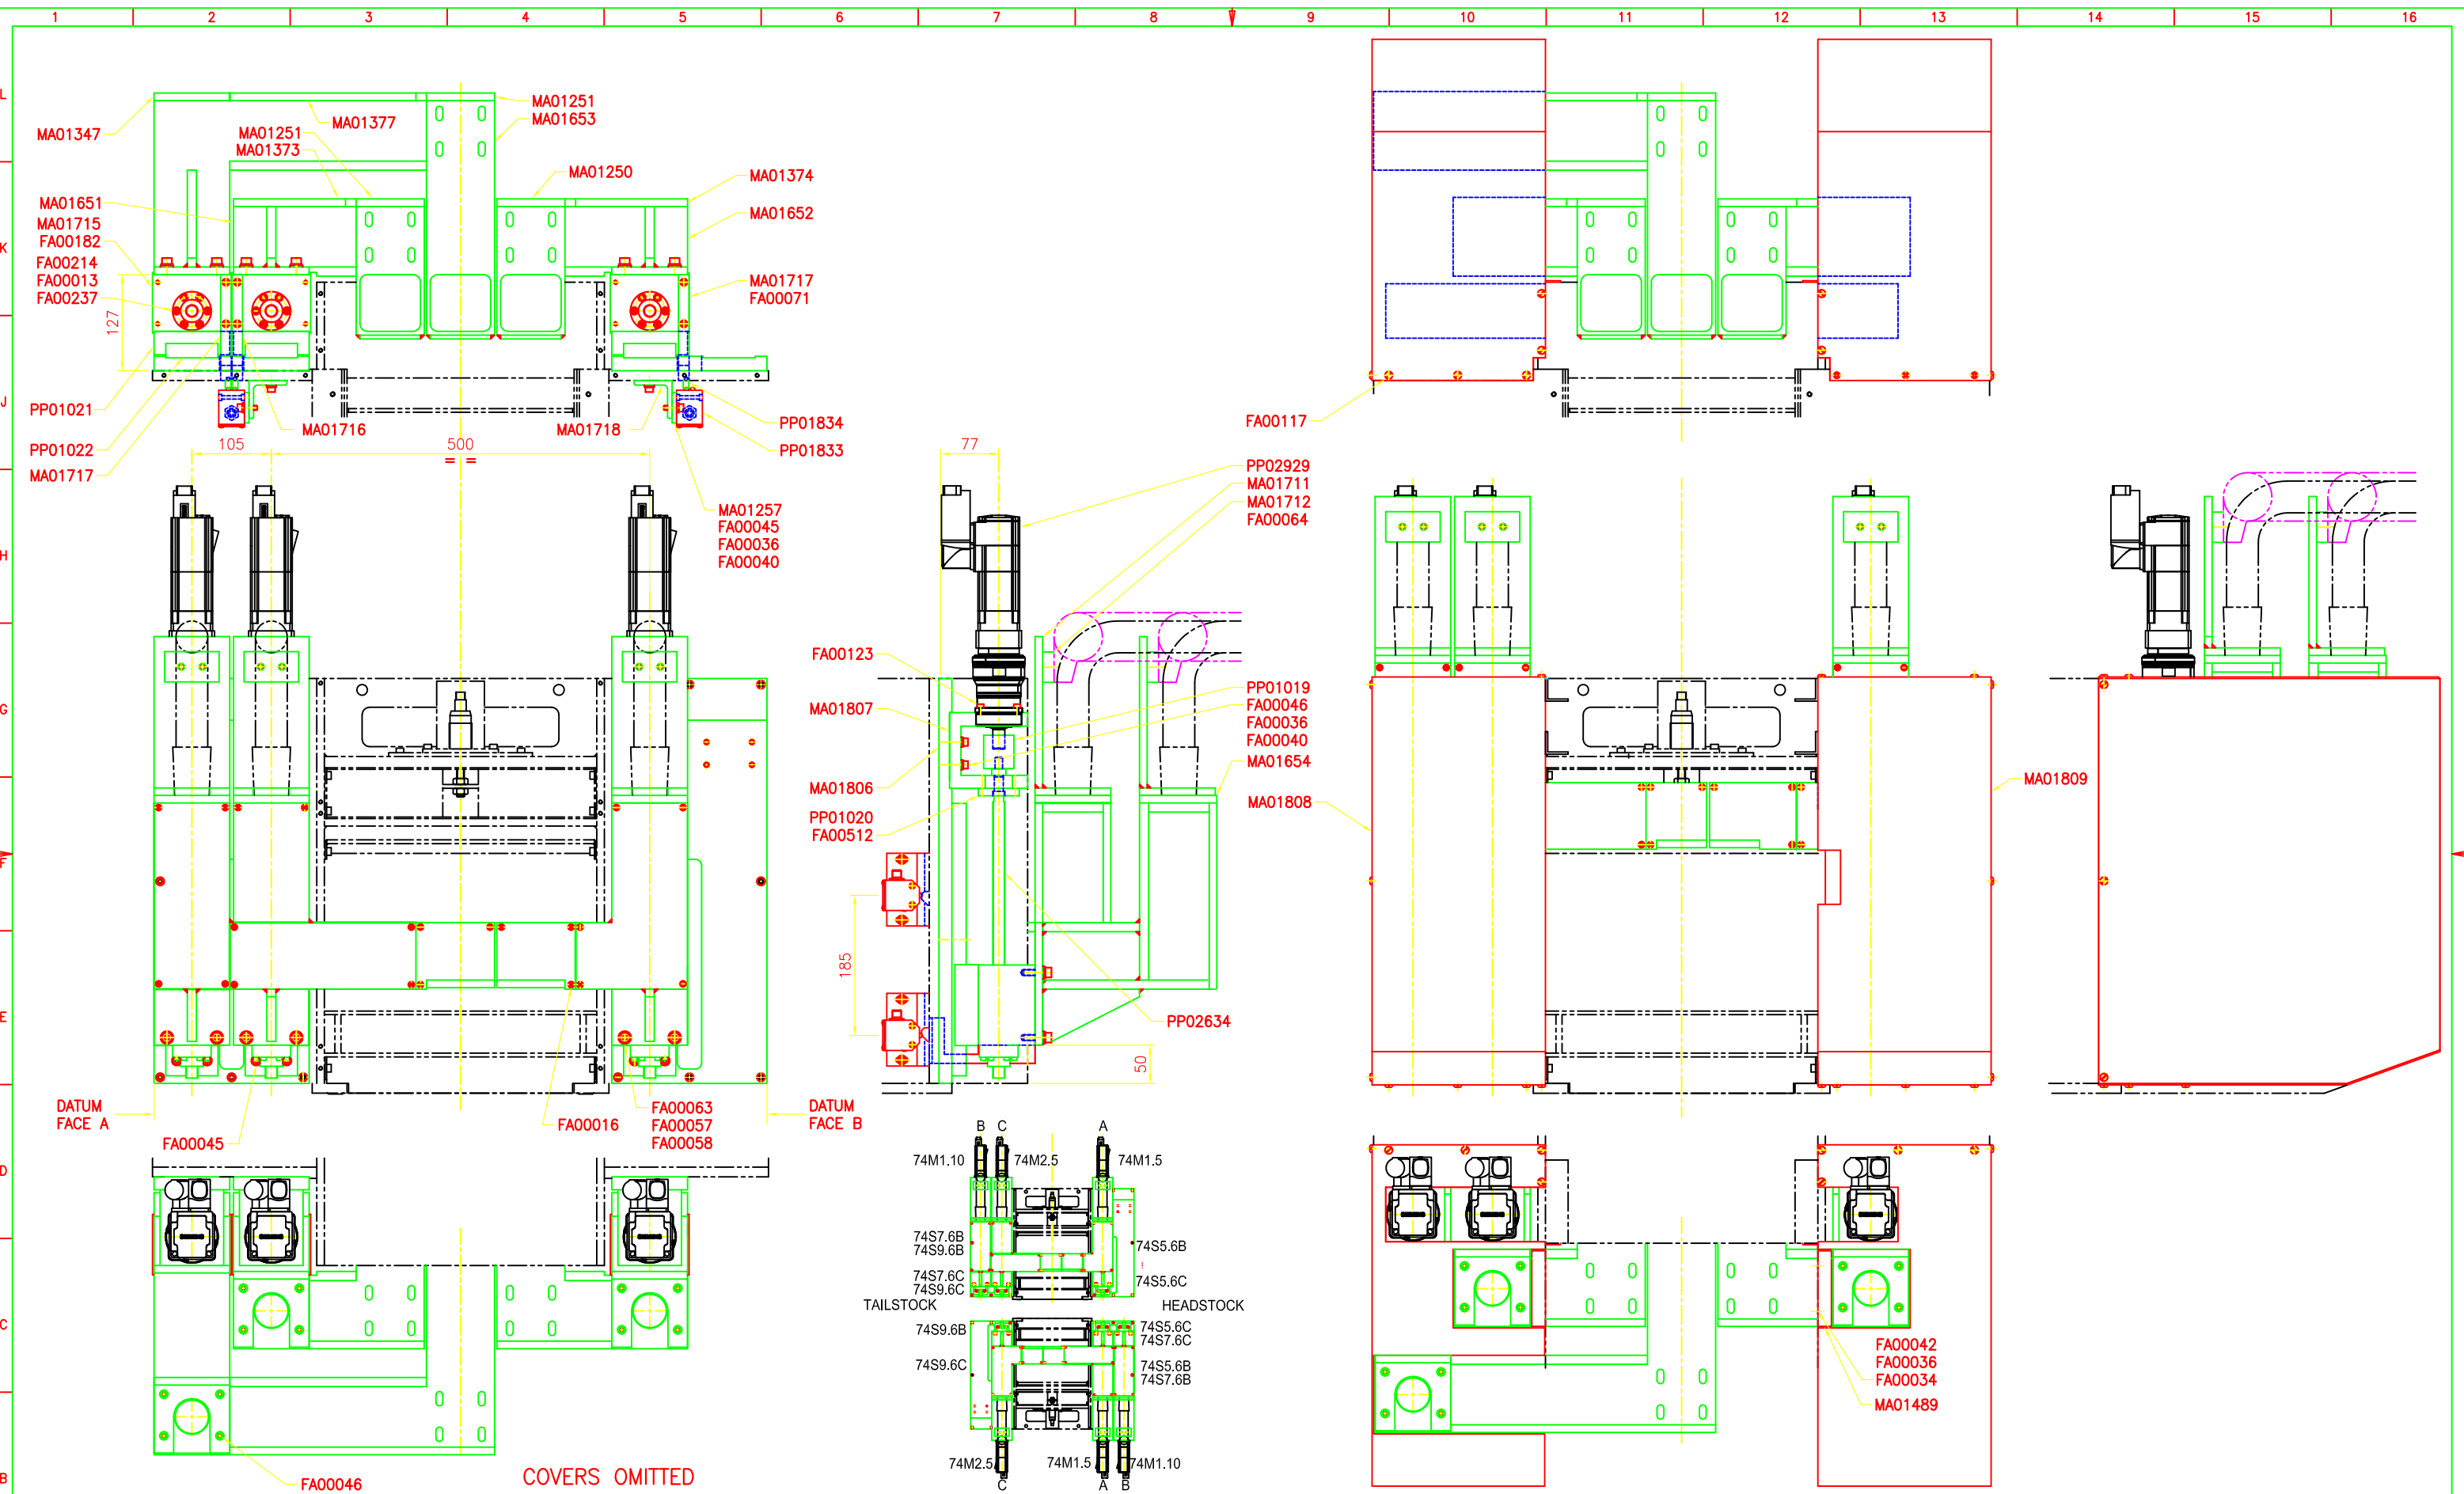 1 2 3 4 5 6 7 8 9 10 11 12 13 14 15 16
L
K
J
H
G
F
E
D
C
B
MA01347
MA01377
MA01251
MA01653
MA01251
MA01373
MA01250
MA01374
MA01651
MA01652
MA01715
FA00182
FA00214
FA00013
FA00237
MA01717
FA00071
127
PP01021
MA01716
MA01718
PP01834
PP01022
PP01833
MA01717
105
500
= =
MA01257
FA00045
FA00036
FA00040
77
PP02929
MA01711
MA01712
FA00064
FA00117
FA00123
MA01807
PP01019
FA00046
FA00036
FA00040
MA01654
MA01806
PP01020
FA00512
MA01808
MA01809
185
PP02634
50
DATUM
FACE A
FA00045
FA00016
FA00063
FA00057
FA00058
DATUM
FACE B
B C A
74M1.10
74M2.5
74M1.5
74S7.6B
74S9.6B
74S5.6B
74S7.6C
74S9.6C
74S5.6C
TAILSTOCK
HEADSTOCK
74S9.6B
74S5.6C
74S7.6C
74S9.6C
74S5.6B
74S7.6B
74M2.5
74M1.5
74M1.10
C A B
FA00042
FA00036
FA00034
MA01489
FA00046
COVERS OMITTED